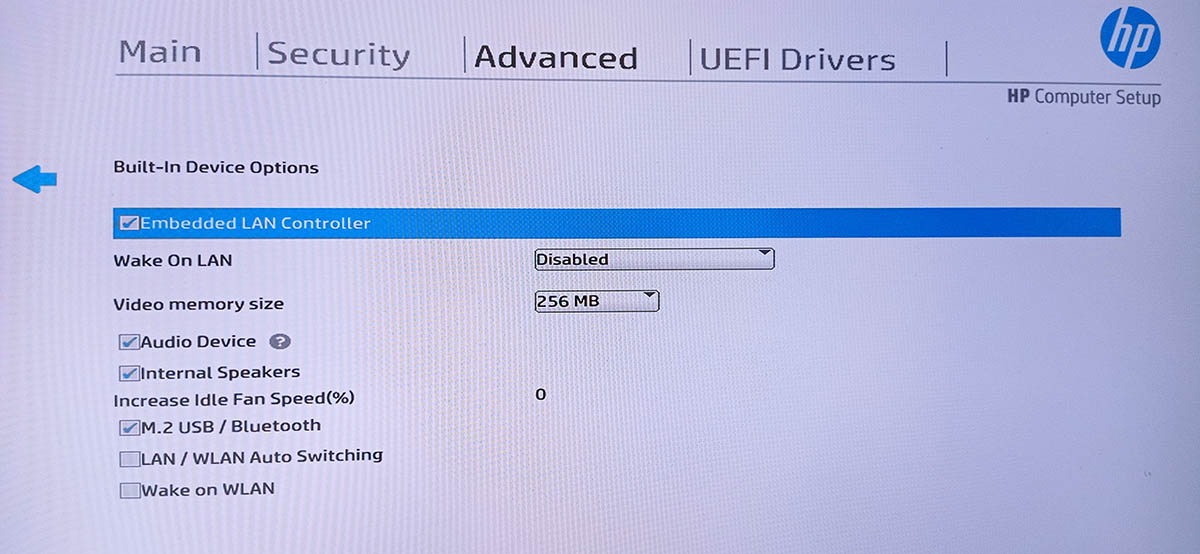 Main Security Advanced UEFI Drivers
hp
HP Computer Setup
Built-In Device Options
Embedded LAN Controller
Wake On LAN Disabled
Video memory size 256 MB
Audio Device ?
Internal Speakers
Increase Idle Fan Speed(%) 0
M.2 USB / Bluetooth
LAN / WLAN Auto Switching
Wake on WLAN